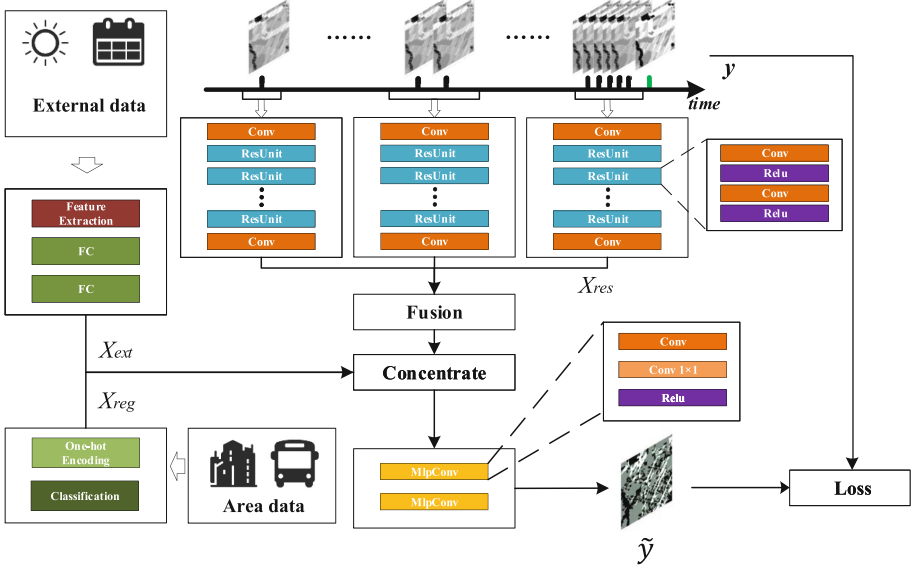 External data
y
time
Conv
ResUnit
ResUnit
ResUnit
Conv
Conv
ResUnit
ResUnit
ResUnit
Conv
Conv
ResUnit
ResUnit
ResUnit
Conv
Conv
Relu
Conv
Relu
Feature
Extraction
FC
FC
Xres
Fusion
Xext
Concentrate
Conv
Conv 1×1
Relu
Xreg
One-hot
Encoding
Classification
Area data
MlpConv
MlpConv
Loss
ỹ